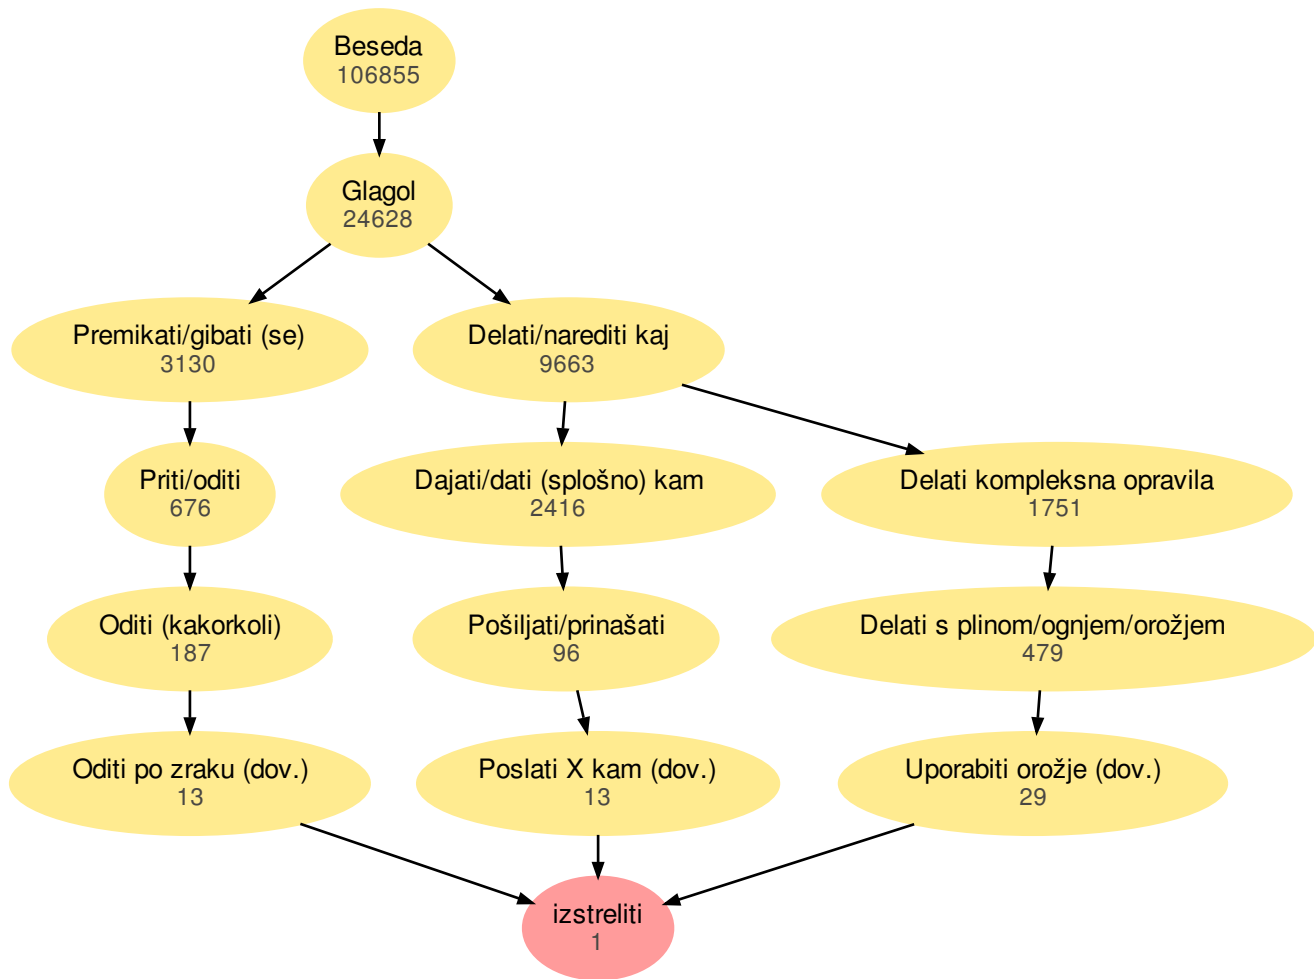 Beseda
106855
Glagol
24628
Premikati/gibati (se)
3130
Delati/narediti kaj
9663
Priti/oditi
676
Dajati/dati (splošno) kam
2416
Delati kompleksna opravila
1751
Oditi (kakorkoli)
187
Pošiljati/prinašati
96
Delati s plinom/ognjem/orožjem
479
Oditi po zraku (dov.)
13
Poslati X kam (dov.)
13
Uporabiti orožje (dov.)
29
izstreliti
1